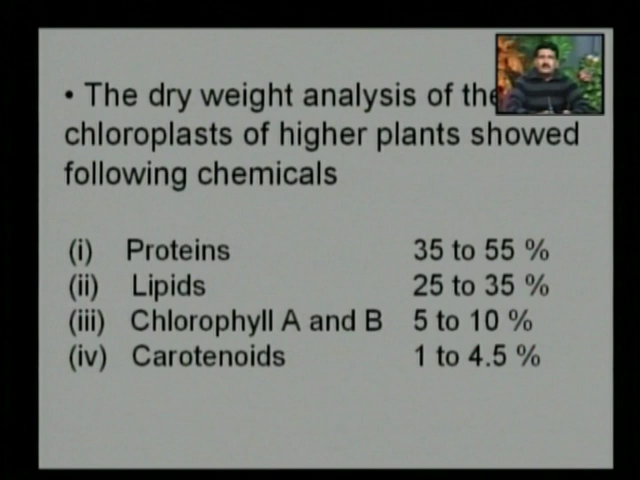 • The dry weight analysis of the
chloroplasts of higher plants showed
following chemicals
(i) Proteins 35 to 55 %
(ii) Lipids 25 to 35 %
(iii) Chlorophyll A and B 5 to 10 %
(iv) Carotenoids 1 to 4.5 %